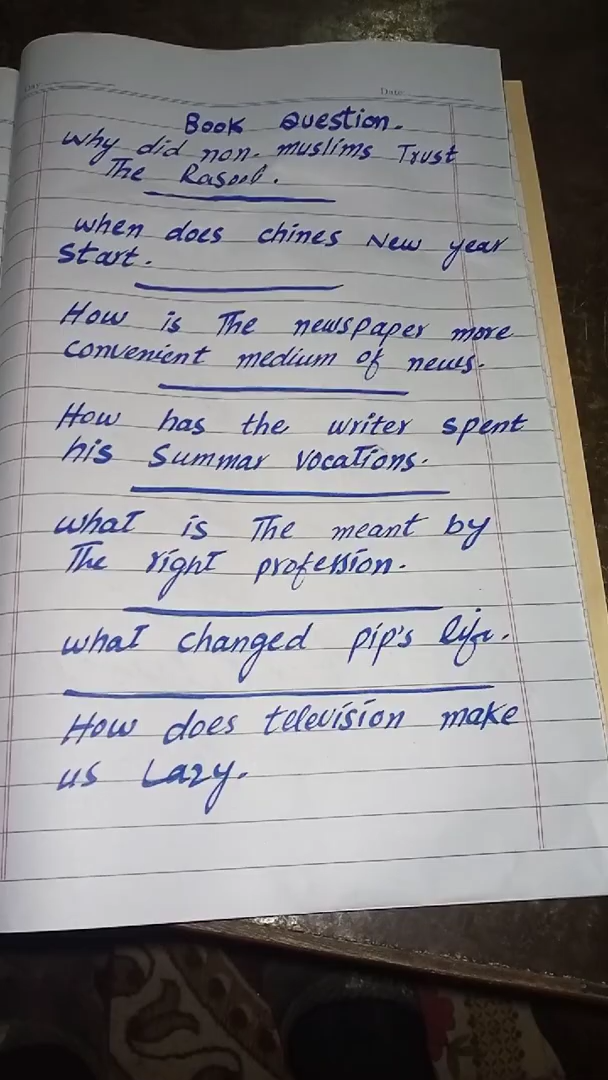 Date
Book Question.
Why did non-muslims Trust
The Rasool.
when does chines New year
Start.
How is The newspaper more
convenient medium of news.
How has the writer spent
his Summar Vocations.
what is The meant by
The right profession.
what changed pip's life.
How does television make
us Lazy.